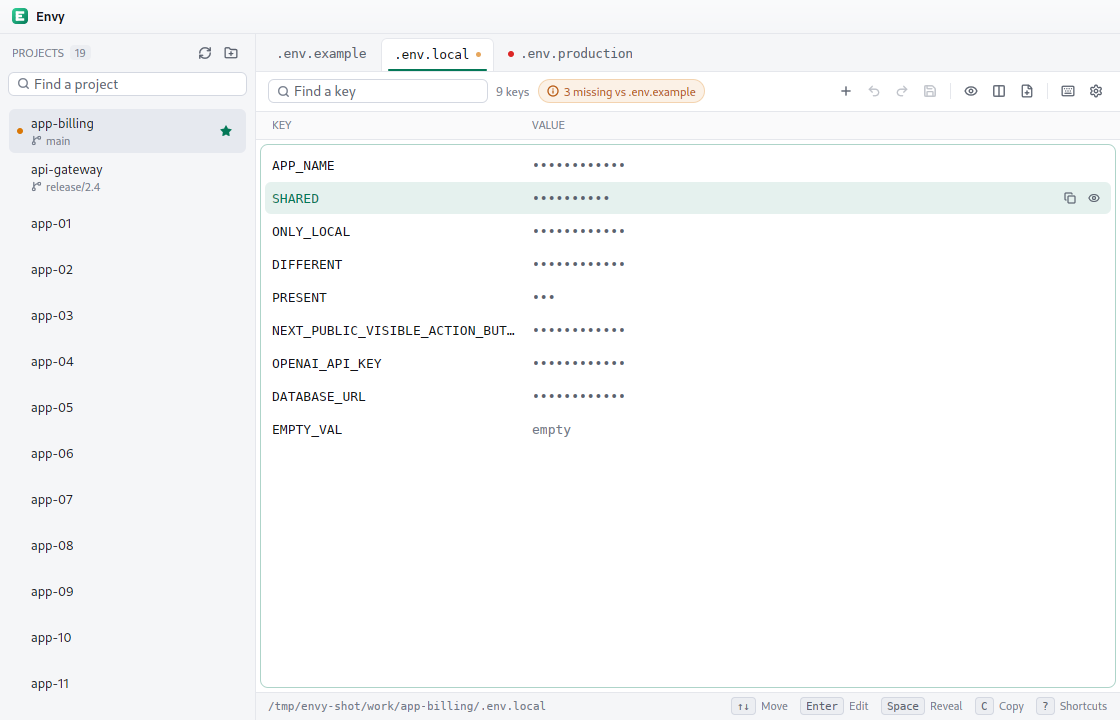 Envy
PROJECTS 19
Find a project
app-billing
main
api-gateway
release/2.4
app-01
app-02
app-03
app-04
app-05
app-06
app-07
app-08
app-09
app-10
app-11
.env.example .env.local .env.production
Find a key 9 keys 3 missing vs .env.example
KEY VALUE
APP_NAME ••••••••••••
SHARED ••••••••••
ONLY_LOCAL ••••••••••••
DIFFERENT ••••••••••••
PRESENT •••
NEXT_PUBLIC_VISIBLE_ACTION_BUT… ••••••••••••
OPENAI_API_KEY ••••••••••••
DATABASE_URL ••••••••••••
EMPTY_VAL empty
/tmp/envy-shot/work/app-billing/.env.local ↑↓ Move Enter Edit Space Reveal C Copy ? Shortcuts